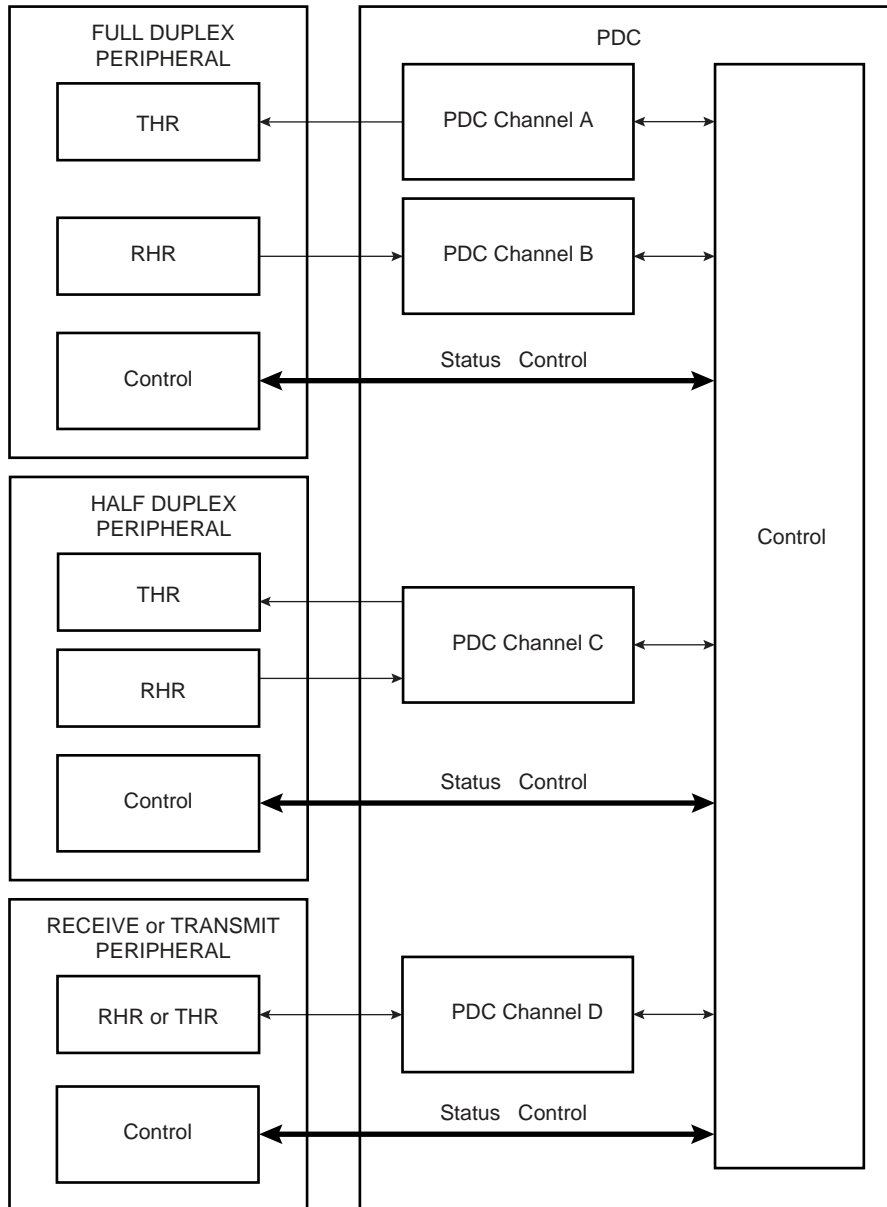 FULL DUPLEX
PERIPHERAL
PDC
THR
PDC Channel A
RHR
PDC Channel B
Control
Status Control
HALF DUPLEX
PERIPHERAL
Control
THR
PDC Channel C
RHR
Control
Status Control
RECEIVE or TRANSMIT
PERIPHERAL
RHR or THR
PDC Channel D
Control
Status Control